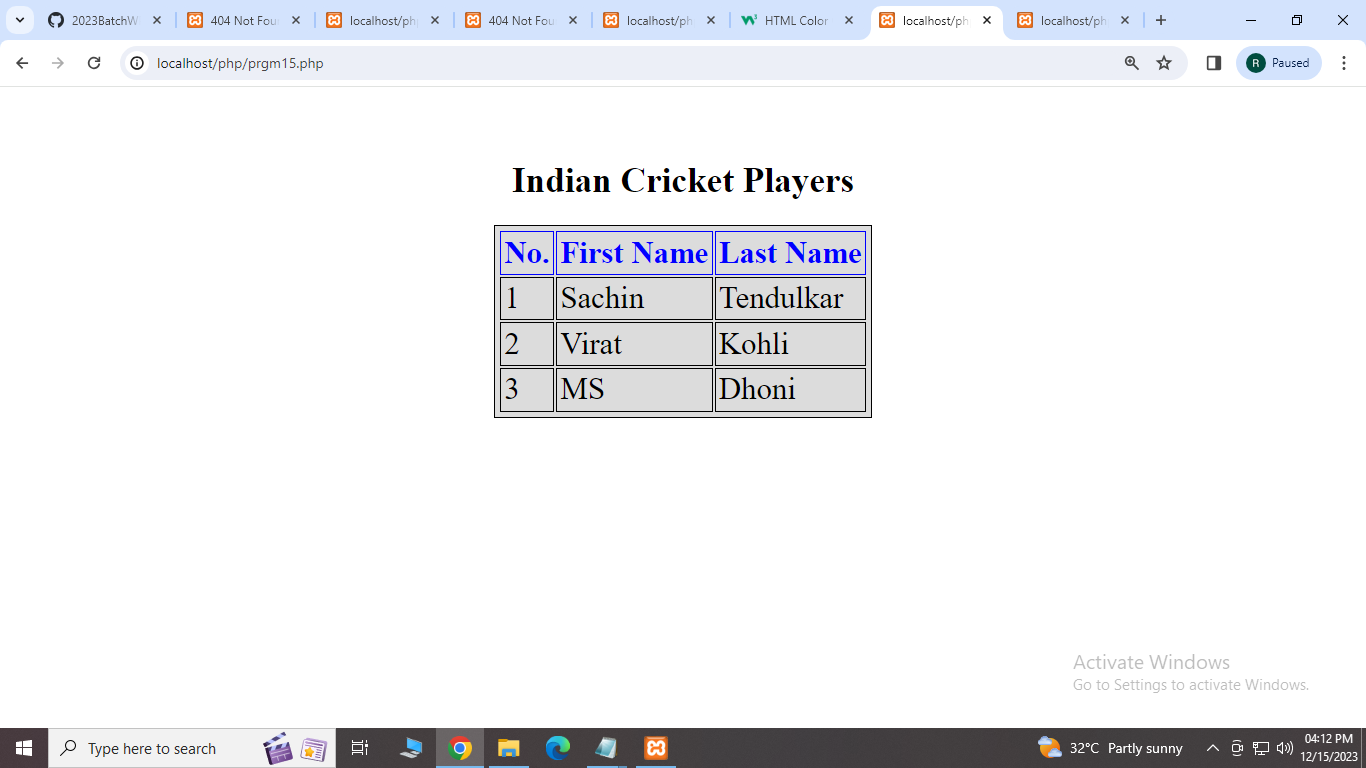 2023BatchW
404 Not Fou
localhost/ph
404 Not Fou
localhost/ph
HTML Color
localhost/ph
localhost/ph
localhost/php/prgm15.php
R Paused
Indian Cricket Players
No. First Name Last Name
1 Sachin Tendulkar
2 Virat Kohli
3 MS Dhoni
Activate Windows
Go to Settings to activate Windows.
Type here to search
32°C Partly sunny
04:12 PM
12/15/2023